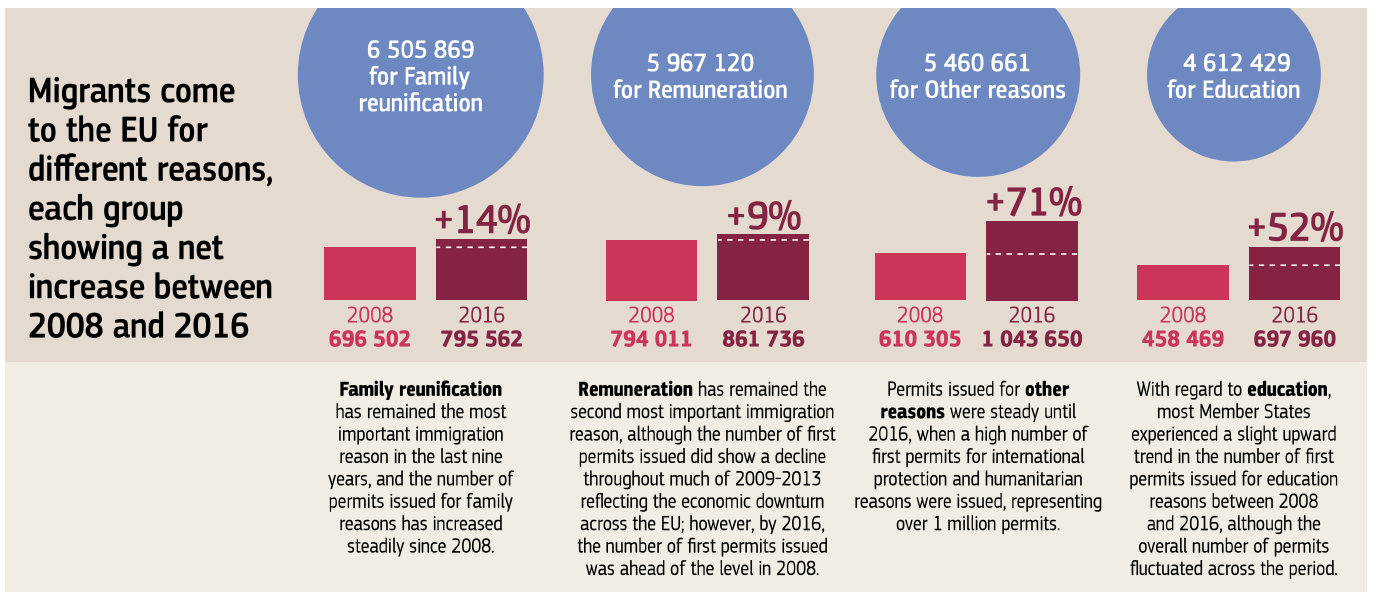 Migrants come
to the EU for
different reasons,
each group
showing a net
increase between
2008 and 2016
6 505 869
for Family
reunification
+14%
2008
2016
696 502
795 562
5 967 120
for Remuneration
+9%
2008
2016
794 011
861 736
5 460 661
for Other reasons
+71%
2008
2016
610 305
1 043 650
4 612 429
for Education
+52%
2008
2016
458 469
697 960
Family reunification
has remained the most
important immigration
reason in the last nine
years, and the number of
permits issued for family
reasons has increased
steadily since 2008.
Remuneration has remained the
second most important immigration
reason, although the number of first
permits issued did show a decline
throughout much of 2009-2013
reflecting the economic downturn
across the EU; however, by 2016,
the number of first permits issued
was ahead of the level in 2008.
Permits issued for other
reasons were steady until
2016, when a high number of
first permits for international
protection and humanitarian
reasons were issued, representing
over 1 million permits.
With regard to education,
most Member States
experienced a slight upward
trend in the number of first
permits issued for education
reasons between 2008
and 2016, although the
overall number of permits
fluctuated across the period.